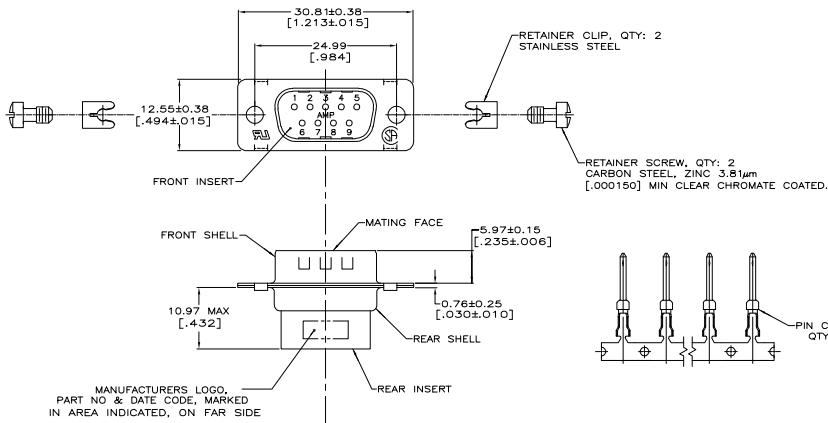 30.81±0.38
[1.213±.015]
24.99
[.984]
RETAINER CLIP, QTY: 2
STAINLESS STEEL
12.55±0.38
[.494±.015]
1 2 3 4 5
AMP
6 7 8 9
FRONT INSERT
RETAINER SCREW, QTY: 2
CARBON STEEL, ZINC 3.81µm
[.000150] MIN CLEAR CHROMATE COATED.
MATING FACE
FRONT SHELL
5.97±0.15
[.235±.006]
10.97 MAX
[.432]
0.76±0.25
[.030±.010]
REAR SHELL
PIN C
QTY
MANUFACTURERS LOGO,
PART NO & DATE CODE, MARKED
IN AREA INDICATED, ON FAR SIDE
REAR INSERT